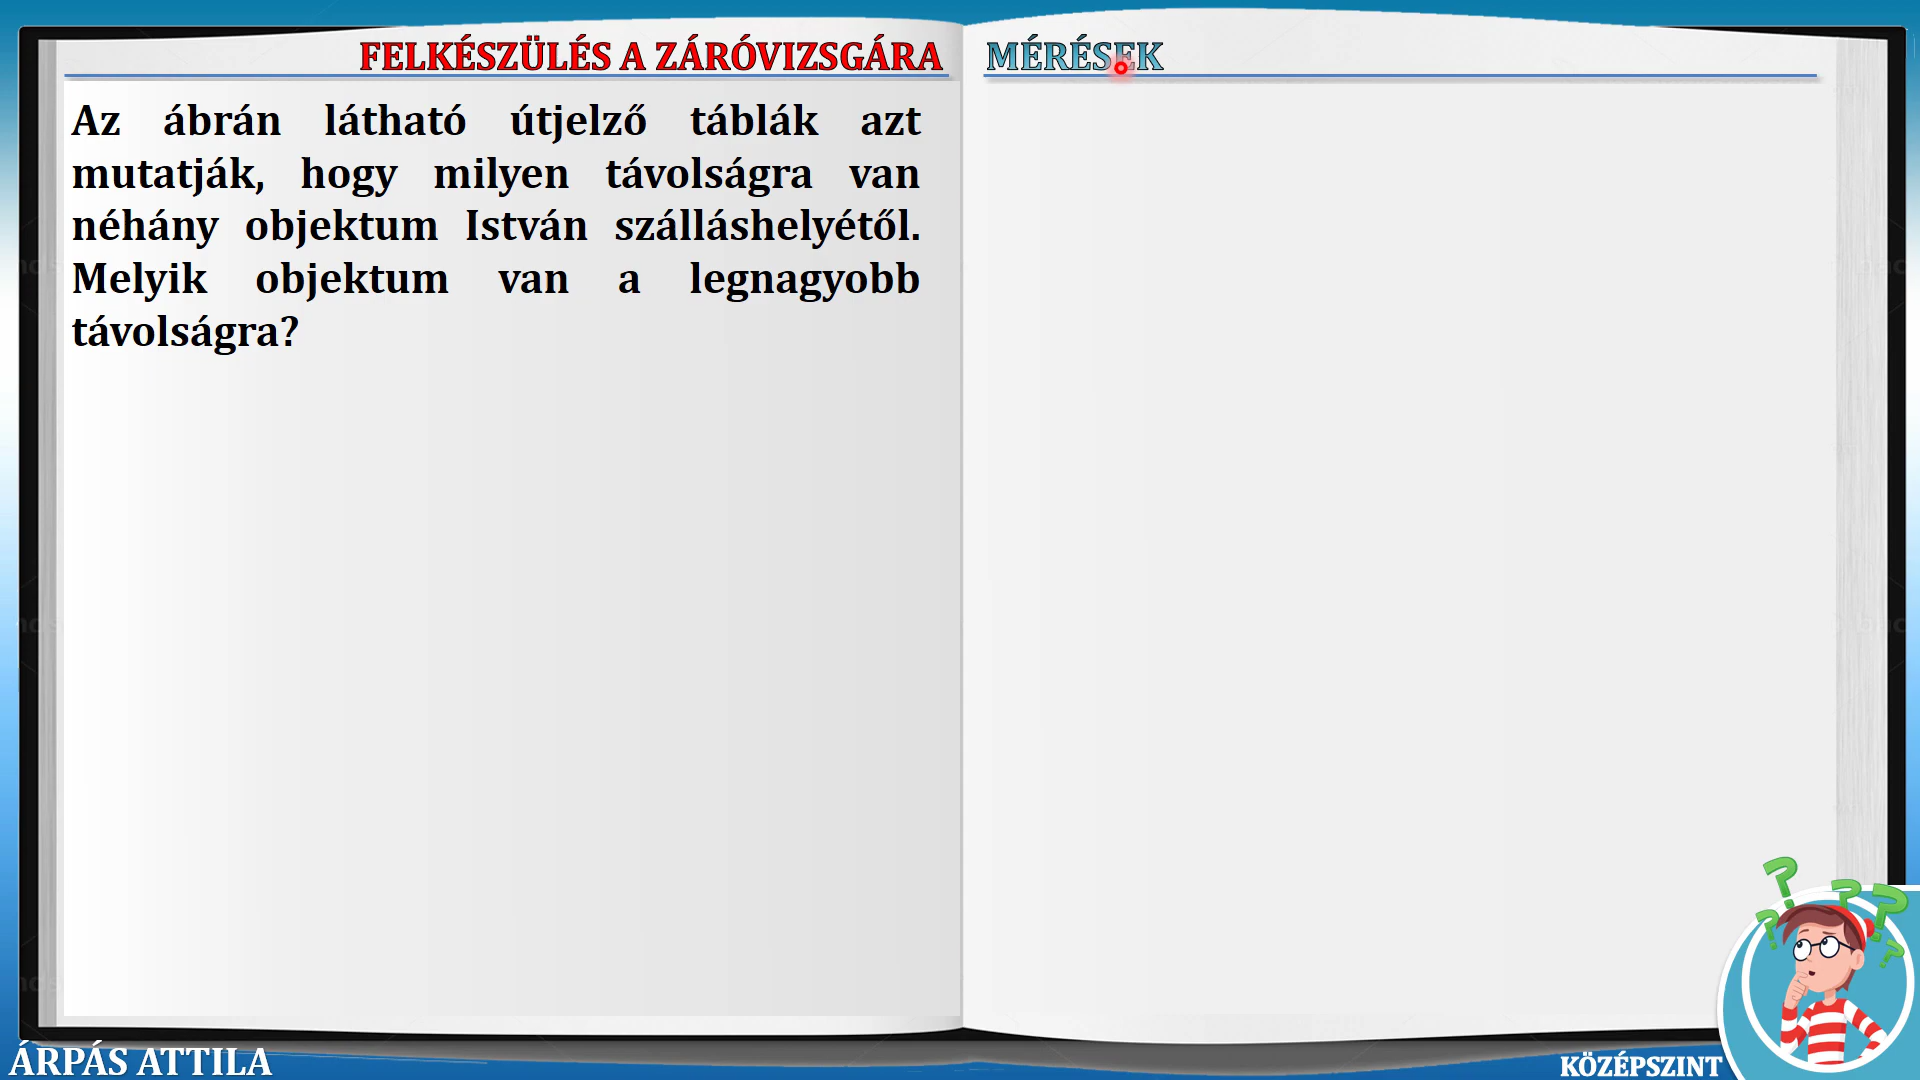 FELKÉSZÜLÉS A ZÁRÓVIZSGÁRA
Az ábrán látható útjelző táblák azt
mutatják, hogy milyen távolságra van
néhány objektum István szálláshelyétől.
Melyik objektum van a legnagyobb
távolságra?
MÉRÉSEK
ÁRPÁS ATTILA
KÖZÉPSZINT